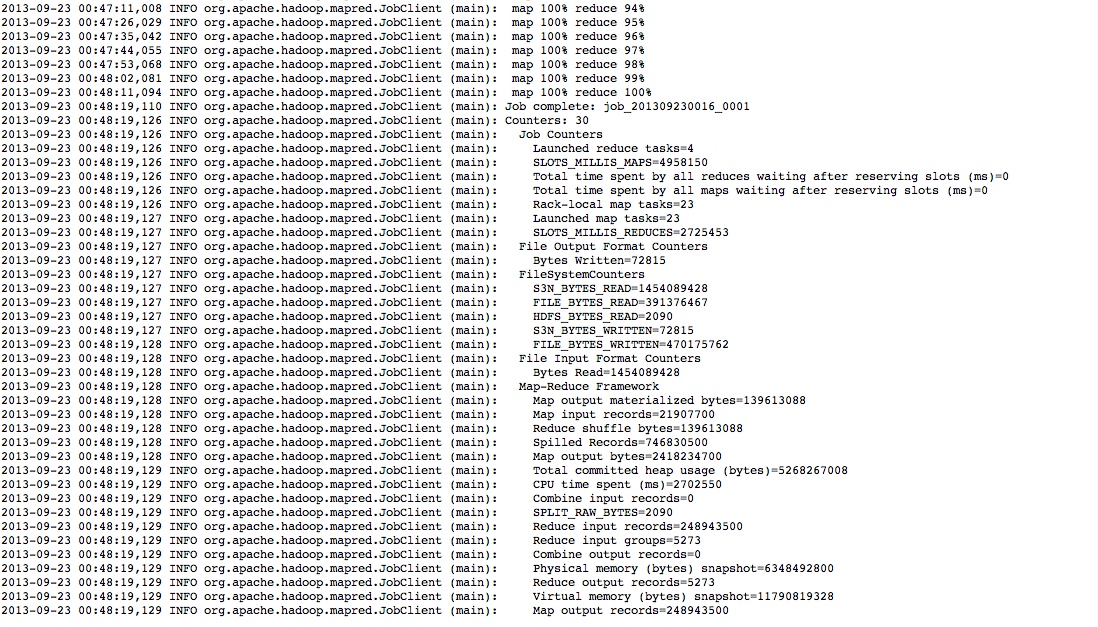 2013-09-23 00:47:11,008 INFO org.apache.hadoop.mapred.JobClient (main):  map 100% reduce 94%
2013-09-23 00:47:26,029 INFO org.apache.hadoop.mapred.JobClient (main):  map 100% reduce 95%
2013-09-23 00:47:35,042 INFO org.apache.hadoop.mapred.JobClient (main):  map 100% reduce 96%
2013-09-23 00:47:44,055 INFO org.apache.hadoop.mapred.JobClient (main):  map 100% reduce 97%
2013-09-23 00:47:53,068 INFO org.apache.hadoop.mapred.JobClient (main):  map 100% reduce 98%
2013-09-23 00:48:02,081 INFO org.apache.hadoop.mapred.JobClient (main):  map 100% reduce 99%
2013-09-23 00:48:11,094 INFO org.apache.hadoop.mapred.JobClient (main):  map 100% reduce 100%
2013-09-23 00:48:19,110 INFO org.apache.hadoop.mapred.JobClient (main): Job complete: job_201309230016_0001
2013-09-23 00:48:19,126 INFO org.apache.hadoop.mapred.JobClient (main): Counters: 30
2013-09-23 00:48:19,126 INFO org.apache.hadoop.mapred.JobClient (main):   Job Counters
2013-09-23 00:48:19,126 INFO org.apache.hadoop.mapred.JobClient (main):     Launched reduce tasks=4
2013-09-23 00:48:19,126 INFO org.apache.hadoop.mapred.JobClient (main):     SLOTS_MILLIS_MAPS=4958150
2013-09-23 00:48:19,126 INFO org.apache.hadoop.mapred.JobClient (main):     Total time spent by all reduces waiting after reserving slots (ms)=0
2013-09-23 00:48:19,126 INFO org.apache.hadoop.mapred.JobClient (main):     Total time spent by all maps waiting after reserving slots (ms)=0
2013-09-23 00:48:19,126 INFO org.apache.hadoop.mapred.JobClient (main):     Rack-local map tasks=23
2013-09-23 00:48:19,127 INFO org.apache.hadoop.mapred.JobClient (main):     Launched map tasks=23
2013-09-23 00:48:19,127 INFO org.apache.hadoop.mapred.JobClient (main):     SLOTS_MILLIS_REDUCES=2725453
2013-09-23 00:48:19,127 INFO org.apache.hadoop.mapred.JobClient (main):   File Output Format Counters
2013-09-23 00:48:19,127 INFO org.apache.hadoop.mapred.JobClient (main):     Bytes Written=72815
2013-09-23 00:48:19,127 INFO org.apache.hadoop.mapred.JobClient (main):   FileSystemCounters
2013-09-23 00:48:19,127 INFO org.apache.hadoop.mapred.JobClient (main):     S3N_BYTES_READ=1454089428
2013-09-23 00:48:19,127 INFO org.apache.hadoop.mapred.JobClient (main):     FILE_BYTES_READ=391376467
2013-09-23 00:48:19,127 INFO org.apache.hadoop.mapred.JobClient (main):     HDFS_BYTES_READ=2090
2013-09-23 00:48:19,127 INFO org.apache.hadoop.mapred.JobClient (main):     S3N_BYTES_WRITTEN=72815
2013-09-23 00:48:19,128 INFO org.apache.hadoop.mapred.JobClient (main):     FILE_BYTES_WRITTEN=470175762
2013-09-23 00:48:19,128 INFO org.apache.hadoop.mapred.JobClient (main):   File Input Format Counters
2013-09-23 00:48:19,128 INFO org.apache.hadoop.mapred.JobClient (main):     Bytes Read=1454089428
2013-09-23 00:48:19,128 INFO org.apache.hadoop.mapred.JobClient (main):   Map-Reduce Framework
2013-09-23 00:48:19,128 INFO org.apache.hadoop.mapred.JobClient (main):     Map output materialized bytes=139613088
2013-09-23 00:48:19,128 INFO org.apache.hadoop.mapred.JobClient (main):     Map input records=21907700
2013-09-23 00:48:19,128 INFO org.apache.hadoop.mapred.JobClient (main):     Reduce shuffle bytes=139613088
2013-09-23 00:48:19,128 INFO org.apache.hadoop.mapred.JobClient (main):     Spilled Records=746830500
2013-09-23 00:48:19,128 INFO org.apache.hadoop.mapred.JobClient (main):     Map output bytes=2418234700
2013-09-23 00:48:19,129 INFO org.apache.hadoop.mapred.JobClient (main):     Total committed heap usage (bytes)=5268267008
2013-09-23 00:48:19,129 INFO org.apache.hadoop.mapred.JobClient (main):     CPU time spent (ms)=2702550
2013-09-23 00:48:19,129 INFO org.apache.hadoop.mapred.JobClient (main):     Combine input records=0
2013-09-23 00:48:19,129 INFO org.apache.hadoop.mapred.JobClient (main):     SPLIT_RAW_BYTES=2090
2013-09-23 00:48:19,129 INFO org.apache.hadoop.mapred.JobClient (main):     Reduce input records=248943500
2013-09-23 00:48:19,129 INFO org.apache.hadoop.mapred.JobClient (main):     Reduce input groups=5273
2013-09-23 00:48:19,129 INFO org.apache.hadoop.mapred.JobClient (main):     Combine output records=0
2013-09-23 00:48:19,129 INFO org.apache.hadoop.mapred.JobClient (main):     Physical memory (bytes) snapshot=6348492800
2013-09-23 00:48:19,129 INFO org.apache.hadoop.mapred.JobClient (main):     Reduce output records=5273
2013-09-23 00:48:19,129 INFO org.apache.hadoop.mapred.JobClient (main):     Virtual memory (bytes) snapshot=11790819328
2013-09-23 00:48:19,129 INFO org.apache.hadoop.mapred.JobClient (main):     Map output records=248943500